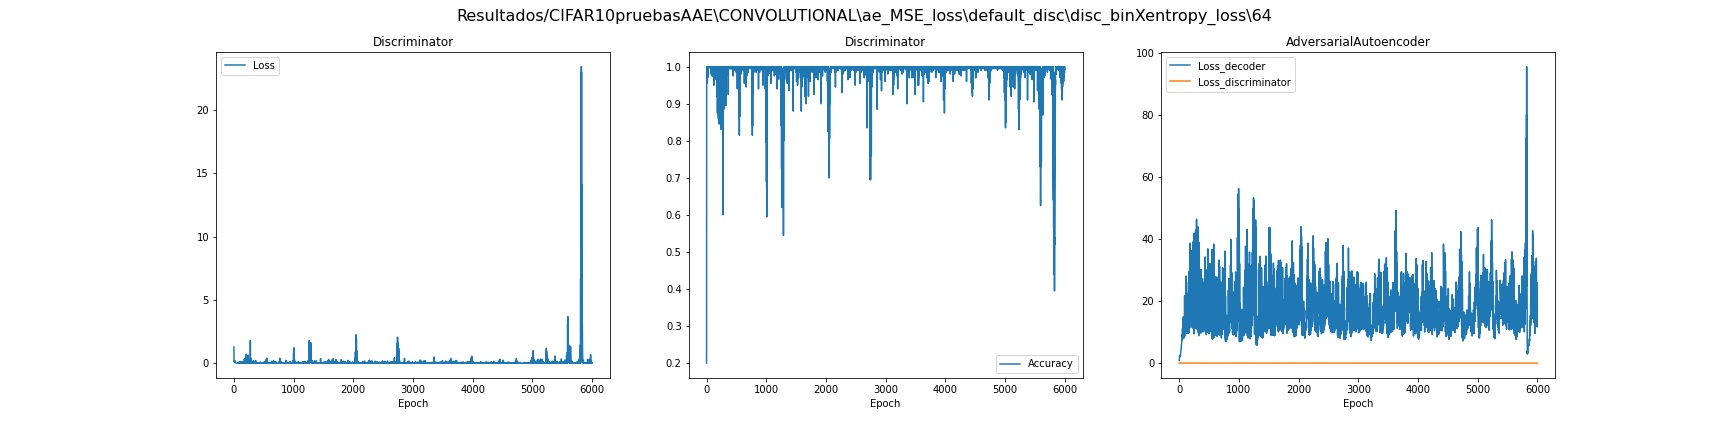 Resultados/CIFAR10pruebasAAE\CONVOLUTIONAL\ae_MSE_loss\default_disc\disc_binXentropy_loss\64
Discriminator
Loss
20
15
10
5
0
0 1000 2000 3000 4000 5000 6000
Epoch
Discriminator
1.0
0.9
0.8
0.7
0.6
0.5
0.4
0.3
0.2
Accuracy
0 1000 2000 3000 4000 5000 6000
Epoch
AdversarialAutoencoder
100
Loss_decoder
Loss_discriminator
80
60
40
20
0
0 1000 2000 3000 4000 5000 6000
Epoch